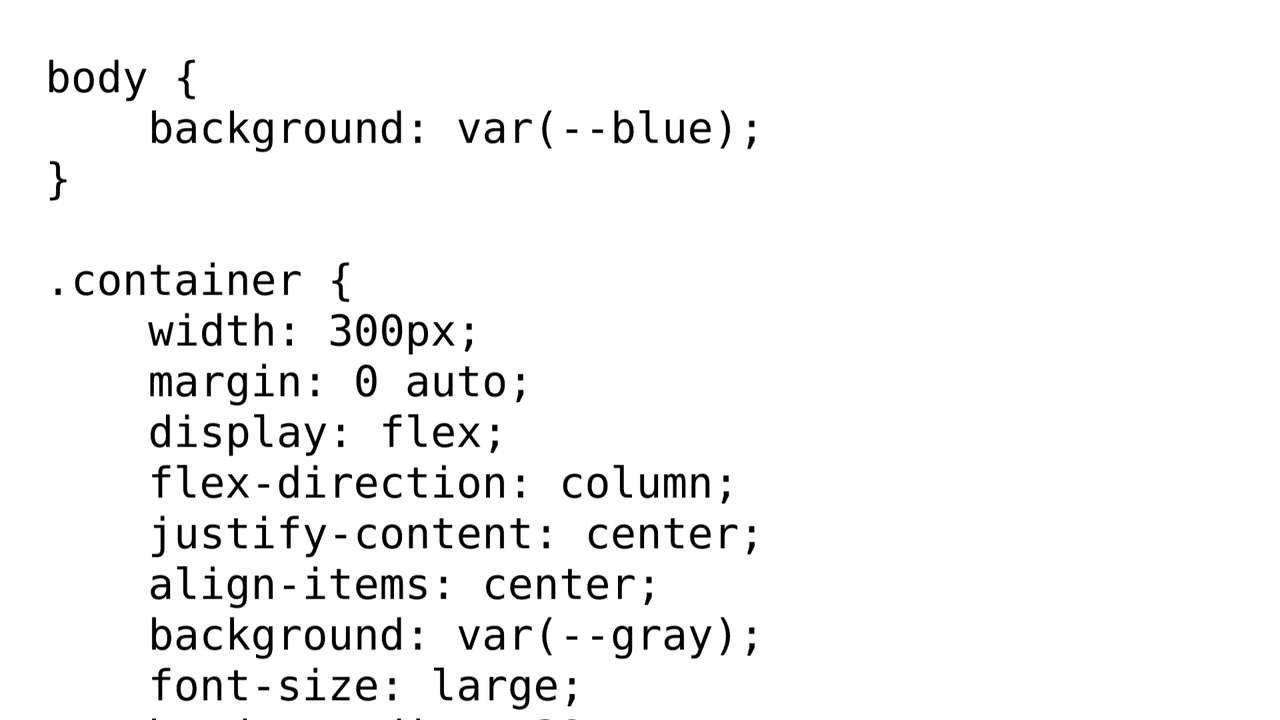 body {
    background: var(--blue);
}

.container {
    width: 300px;
    margin: 0 auto;
    display: flex;
    flex-direction: column;
    justify-content: center;
    align-items: center;
    background: var(--gray);
    font-size: large;